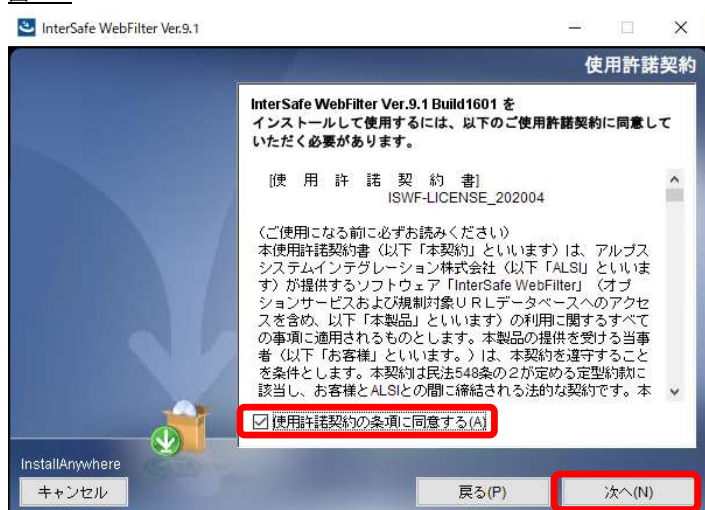 InterSafe WebFilter Ver.9.1
使用許諾契約
InterSafe WebFilter Ver.9.1 Build1601 を
インストールして使用するには、以下のご使用許諾契約に同意して
いただく必要があります。
[使 用 許 諾 契 約 書]
ISWF-LICENSE_202004
（ご使用になる前に必ずお読みください）
本使用許諾契約書（以下「本契約」といいます）は、アルプス
システムインテグレーション株式会社（以下「ALSI」といいま
す）が提供するソフトウェア「InterSafe WebFilter」（オプ
ションサービスおよび規制対象ＵＲＬデータベースへのアクセ
スを含め、以下「本製品」といいます）の利用に関するすべて
の事項に適用されるものとします。本製品の提供を受ける当事
者（以下「お客様」といいます。）は、本契約を遵守すること
を条件とします。本契約は民法548条の２が定める定型約款に
該当し、お客様とALSIとの間に締結される法的な契約です。本
使用許諾契約の条項に同意する(A)
InstallAnywhere
キャンセル
戻る(P)
次へ(N)